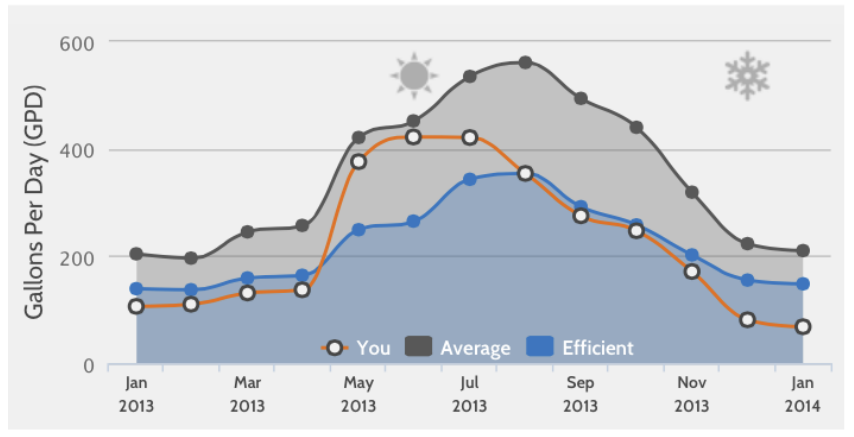 600
400
200
0
Gallons Per Day (GPD)
You Average Efficient
Jan Mar May Jul Sep Nov Jan
2013 2013 2013 2013 2013 2013 2014